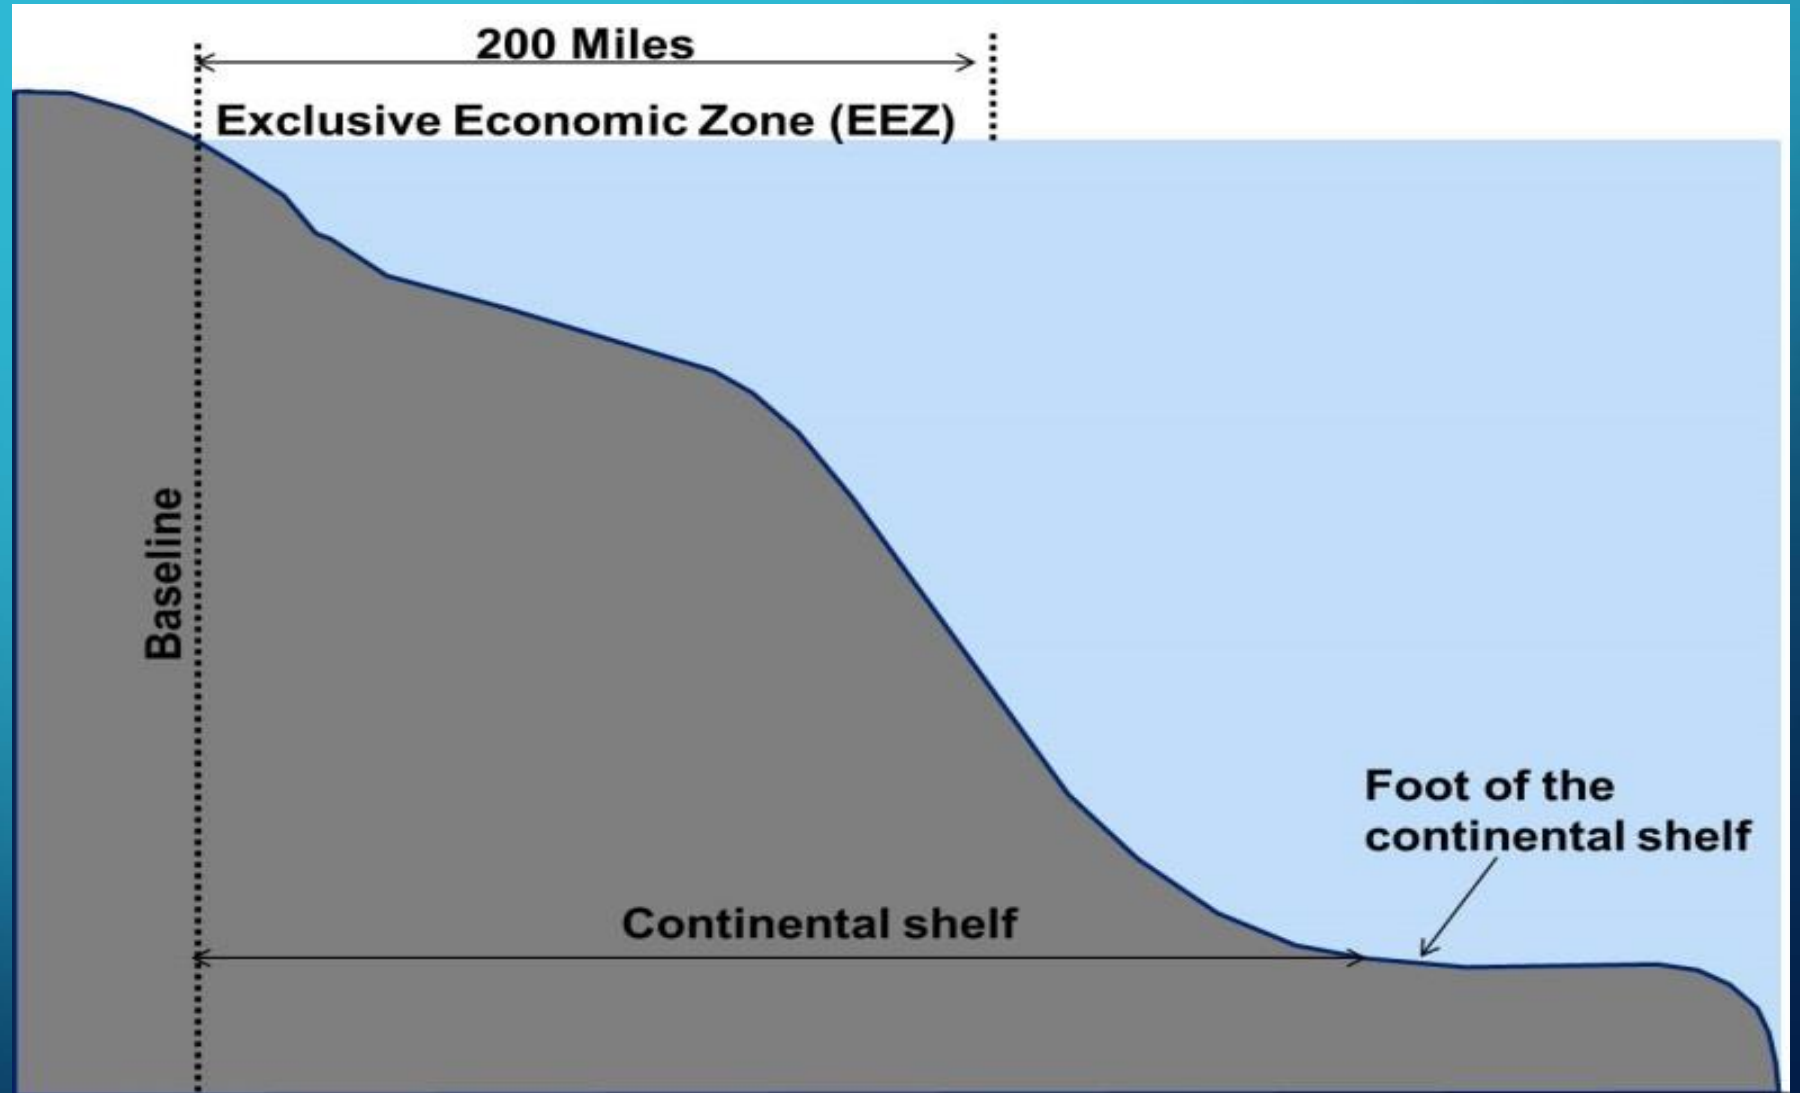 200 Miles
Exclusive Economic Zone (EEZ)
Baseline
Foot of the
continental shelf
Continental shelf